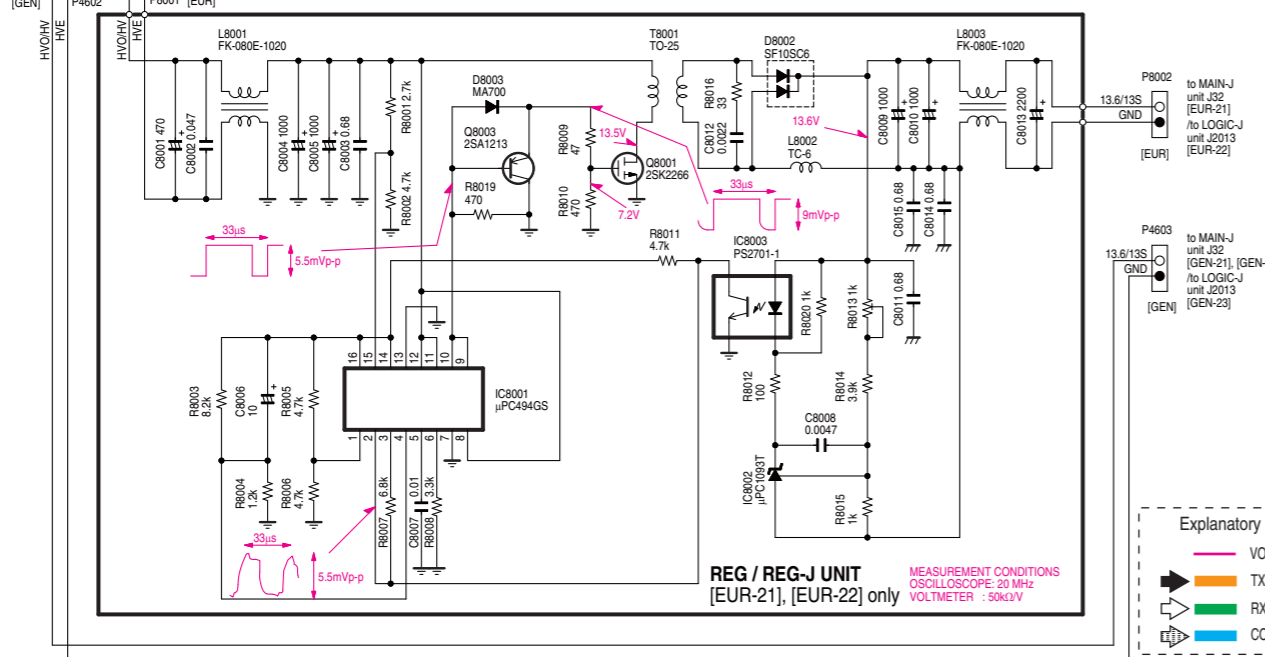 [GEN]
P4602
P8001
[EUR]
HVO/HV
HVE
HVO/HV
HVE
L8001
FK-080E-1020
T8001
TO-25
D8002
SF10SC6
L8003
FK-080E-1020
D8003
MA700
Q8003
2SA1213
R8001 2.7k
R8002 4.7k
C8001 470
C8002 0.047
C8004 1000
C8005 1000
C8003 0.68
R8019
470
R8009
47
R8010
470
13.5V
7.2V
Q8001
2SK2266
R8016
33
C8012
0.0022
13.6V
L8002
TC-6
C8009 1000
C8010 1000
C8013 2200
C8015 0.68
C8014 0.68
P8002
13.6/13S
GND
[EUR]
to MAIN-J
unit J32
[EUR-21]
/to LOGIC-J
unit J2013
[EUR-22]
P4603
13.6/13S
GND
[GEN]
to MAIN-J
unit J32
[GEN-21], [GEN-
/to LOGIC-J
unit J2013
[GEN-23]
33µs
5.5mVp-p
33µs
9mVp-p
R8011
4.7k
IC8003
PS2701-1
R8020 1k
R8013 1k
C8011 0.68
R8012
100
R8014
3.9k
C8008
0.0047
IC8002
µPC1093T
R8015
1k
R8003
8.2k
C8006
10
R8005
4.7k
16
15
14
13
12
11
10
9
IC8001
µPC494GS
1
2
3
4
5
6
7
8
R8004
1.2k
R8006
4.7k
R8007
6.8k
C8007
0.01
R8008
3.3k
33µs
5.5mVp-p
REG / REG-J UNIT
[EUR-21], [EUR-22] only
MEASUREMENT CONDITIONS
OSCILLOSCOPE: 20 MHz
VOLTMETER : 50kΩ/V
Explanatory
VO
TX
RX
CO